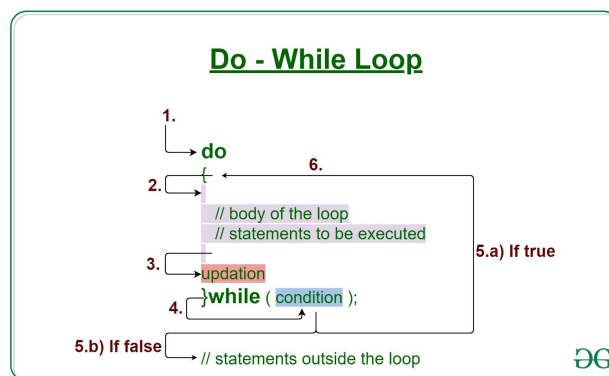 Do - While Loop
1.
do
6.
{
2.
// body of the loop
// statements to be executed
5.a) If true
3.
updation
}while ( condition );
4.
5.b) If false
// statements outside the loop